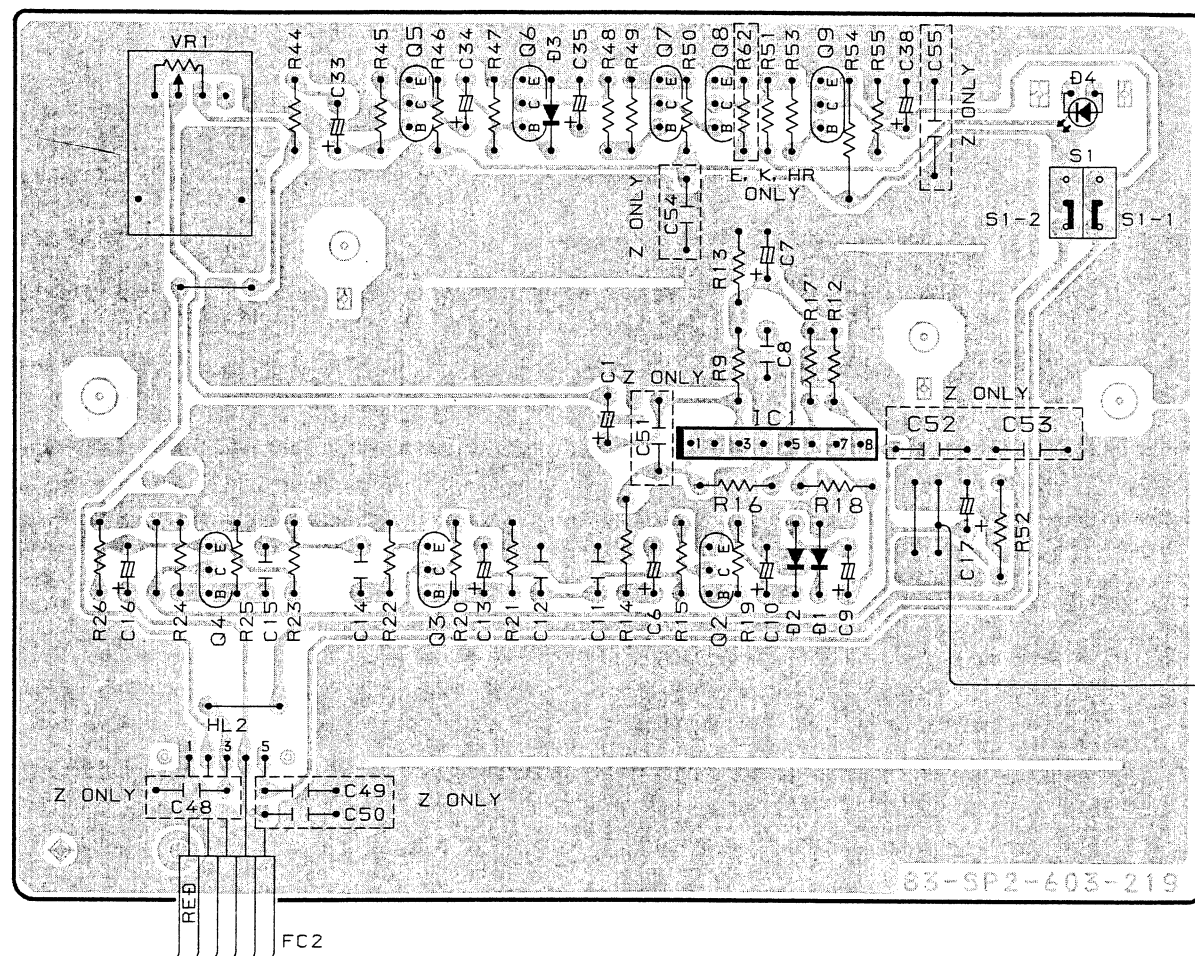 VR1
R44
C33
R45
Q5
R46
C34
R47
Q6
D3
C35
R48
R49
Q7
R50
Q8
R62
R51
R53
Q9
R54
R55
C38
C55
Z ONLY
D4
E
C
B
E
C
B
E
C
B
E
C
B
E
C
B
+
+
+
+
E, K, HR
ONLY
Z ONLY
C54
S1
S1-2
S1-1
R13
C7
+
R17
R12
R9
C8
C1
+
Z ONLY
C51
IC1
1 3 5 7 8
Z ONLY
C52
C53
R16
R18
C17
+
R52
E
C
B
E
C
B
E
C
B
+
+
+
+
+
R26
C16
R24
Q4
R25
C15
R23
C14
R22
Q3
R20
C13
R21
C12
C11
R14
C6
R15
Q2
R19
C10
D2
D1
C9
HL2
1 3 5
Z ONLY
C48
C49
C50
Z ONLY
83-SP2-603-219
RED
FC2